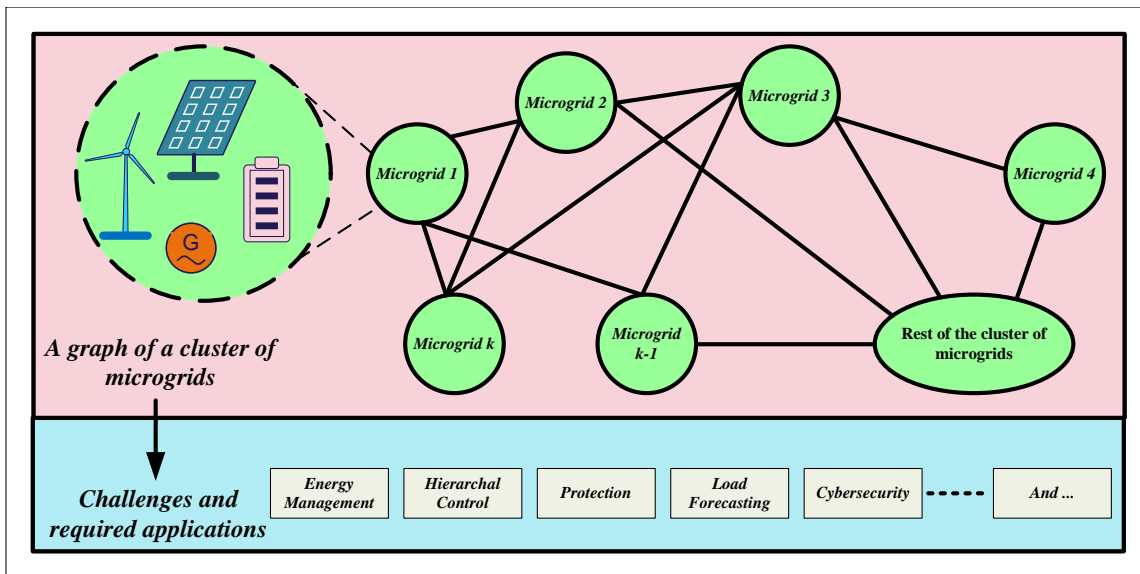 Microgrid 1
Microgrid 2
Microgrid 3
Microgrid 4
G
Microgrid k
Microgrid
k-1
Rest of the cluster of
microgrids
A graph of a cluster of
microgrids
Challenges and
required applications
Energy
Management
Hierarchal
Control
Protection
Load
Forecasting
Cybersecurity
And ...